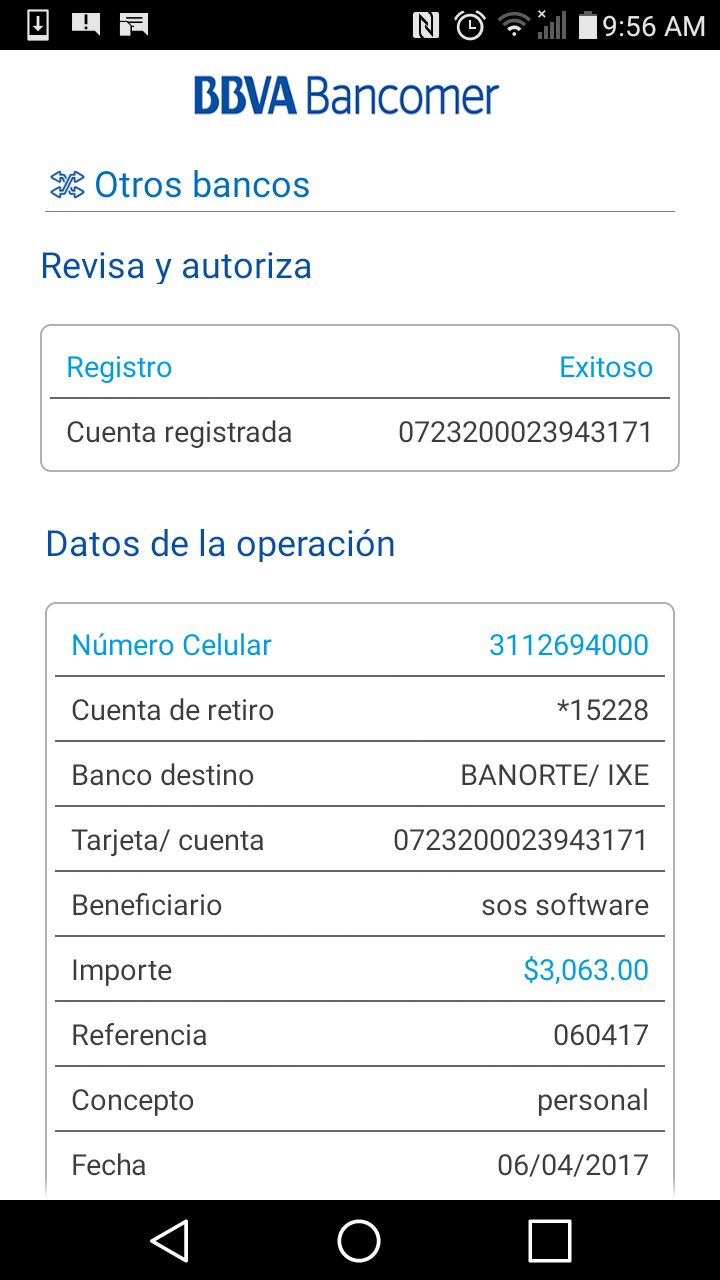 9:56 AM
BBVA Bancomer
Otros bancos
Revisa y autoriza
Registro Exitoso
Cuenta registrada 0723200023943171
Datos de la operación
Número Celular 3112694000
Cuenta de retiro *15228
Banco destino BANORTE/ IXE
Tarjeta/ cuenta 0723200023943171
Beneficiario sos software
Importe $3,063.00
Referencia 060417
Concepto personal
Fecha 06/04/2017